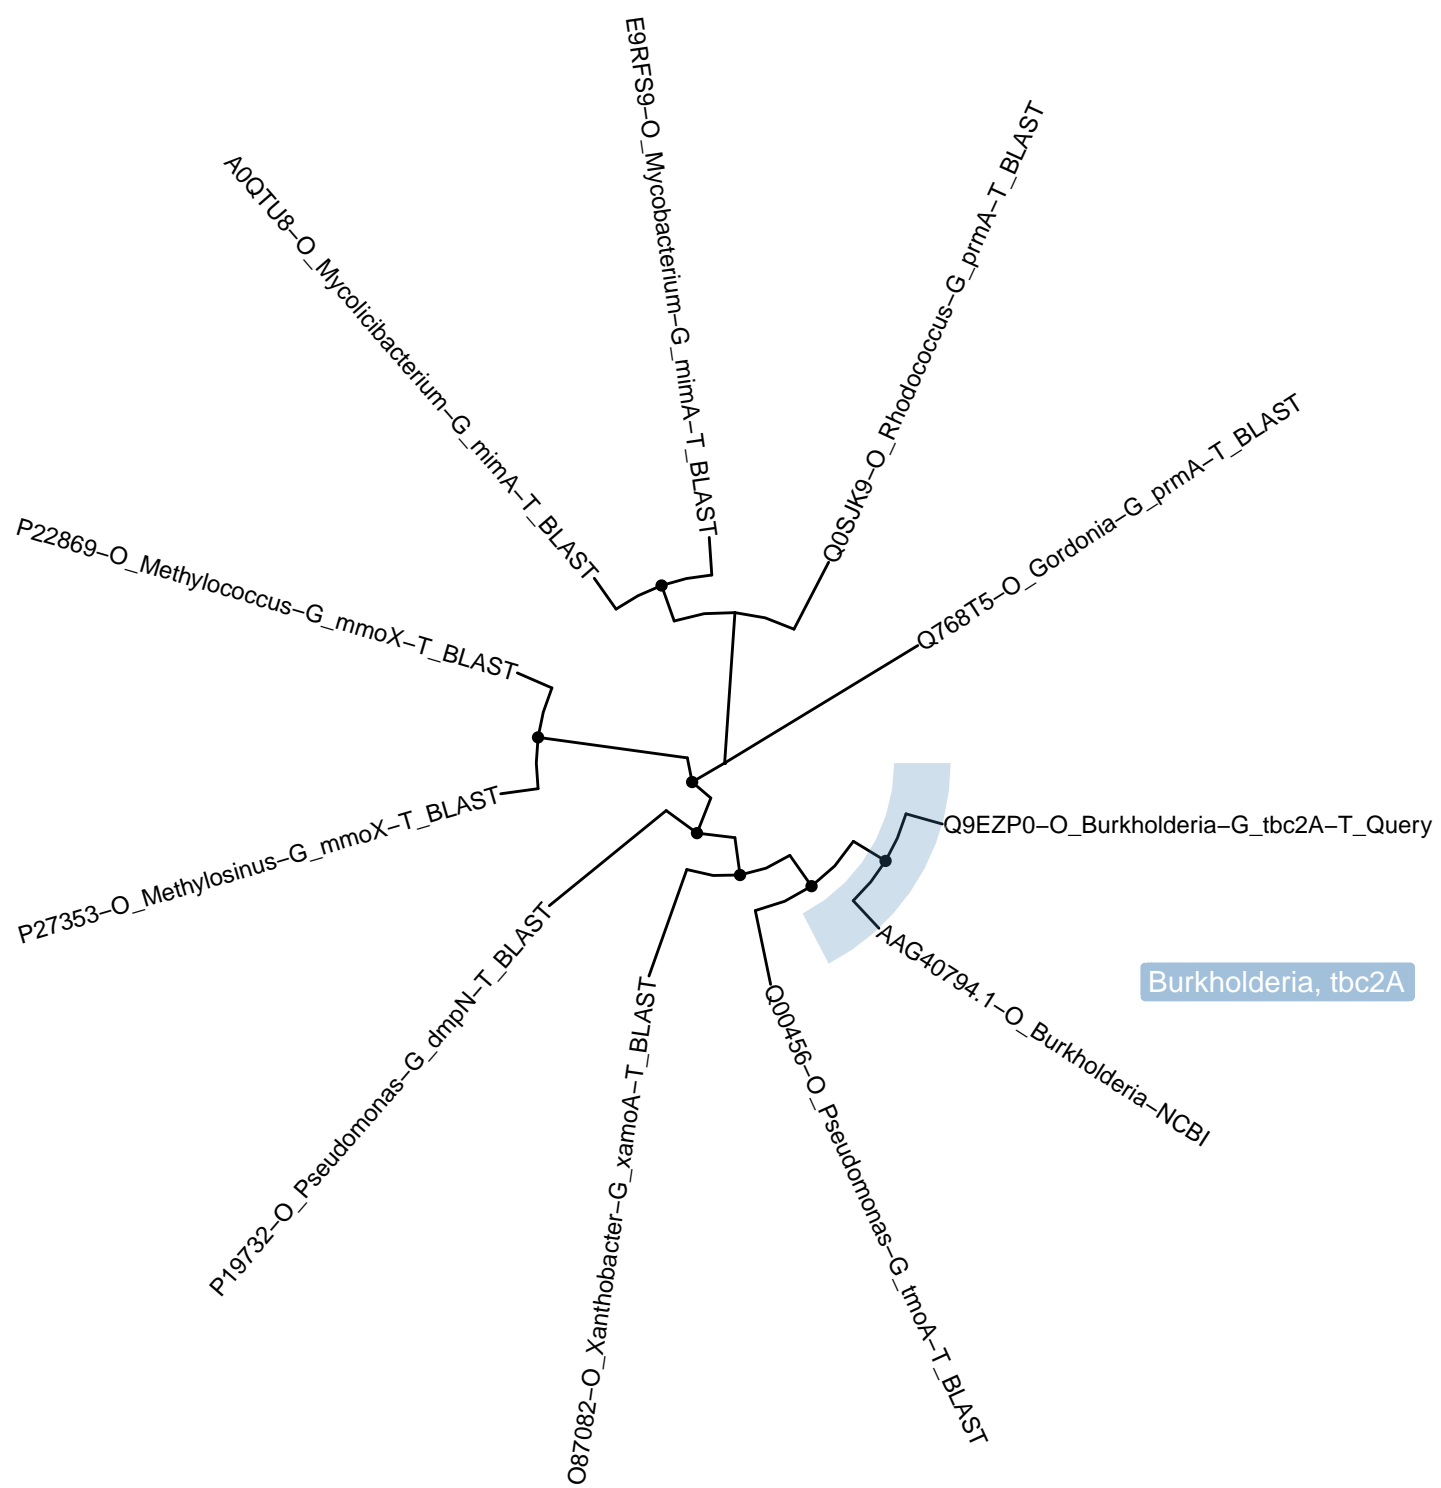 E9RFS9–O_Mycobacterium–G_mimA–T_BLAST
Q0SJK9–O_Rhodococcus–G_prmA–T_BLAST
A0QTU8–O_Mycolicibacterium–G_mimA–T_BLAST
Q768T5–O_Gordonia–G_prmA–T_BLAST
P22869–O_Methylococcus–G_mmoX–T_BLAST
P27353–O_Methylosinus–G_mmoX–T_BLAST
Q9EZP0–O_Burkholderia–G_tbc2A–T_Query
AAG40794.1–O_Burkholderia–NCBI
Burkholderia, tbc2A
P19732–O_Pseudomonas–G_dmpN–T_BLAST
O87082–O_Xanthobacter–G_xamoA–T_BLAST
Q00456–O_Pseudomonas–G_tmoA–T_BLAST